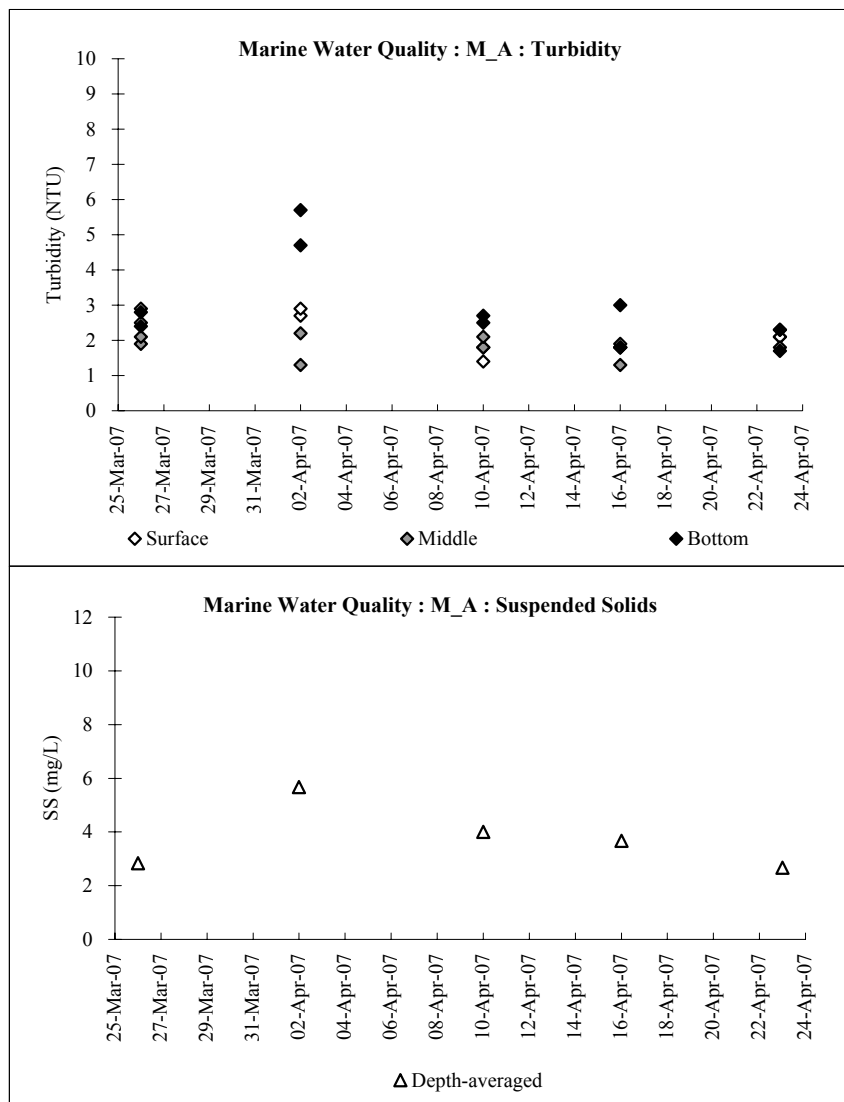 Marine Water Quality : M_A : Turbidity
10
9
8
7
6
5
4
3
2
1
0
Turbidity (NTU)
25-Mar-07
27-Mar-07
29-Mar-07
31-Mar-07
02-Apr-07
04-Apr-07
06-Apr-07
08-Apr-07
10-Apr-07
12-Apr-07
14-Apr-07
16-Apr-07
18-Apr-07
20-Apr-07
22-Apr-07
24-Apr-07
Surface Middle Bottom
Marine Water Quality : M_A : Suspended Solids
12
10
8
6
4
2
0
SS (mg/L)
25-Mar-07
27-Mar-07
29-Mar-07
31-Mar-07
02-Apr-07
04-Apr-07
06-Apr-07
08-Apr-07
10-Apr-07
12-Apr-07
14-Apr-07
16-Apr-07
18-Apr-07
20-Apr-07
22-Apr-07
24-Apr-07
Depth-averaged